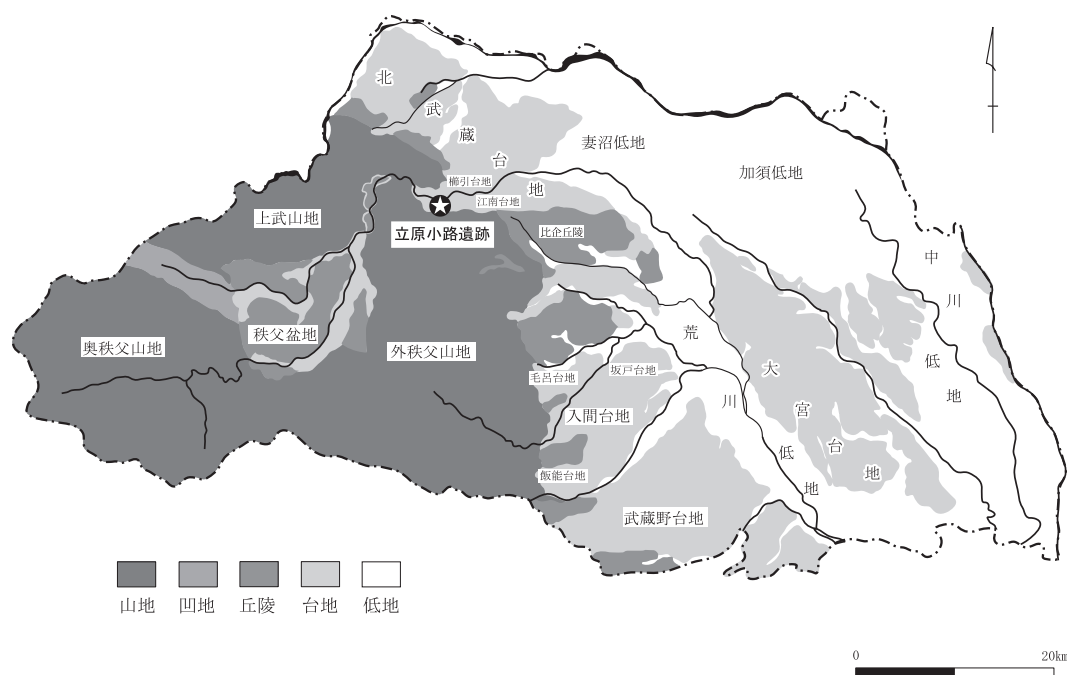 北武蔵台地
櫛引台地
江南台地
妻沼低地
加須低地
上武山地
立原小路遺跡
比企丘陵
中川低地
奥秩父山地
秩父盆地
外秩父山地
荒川低地
大宮台地
毛呂台地
坂戸台地
入間台地
飯能台地
武蔵野台地
山地
凹地
丘陵
台地
低地
0
20km